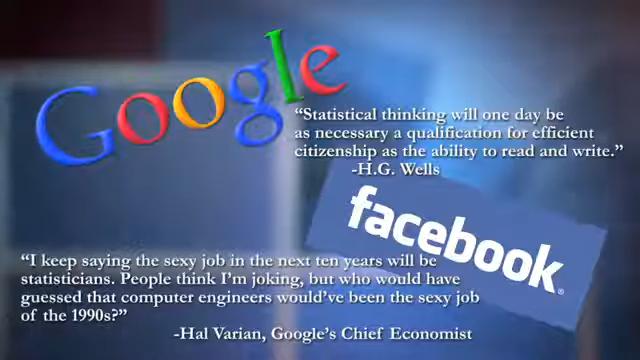 Google
“Statistical thinking will one day be
as necessary a qualification for efficient
citizenship as the ability to read and write.”
-H.G. Wells
facebook®
“I keep saying the sexy job in the next ten years will be
statisticians. People think I’m joking, but who would have
guessed that computer engineers would’ve been the sexy job
of the 1990s?”
-Hal Varian, Google’s Chief Economist